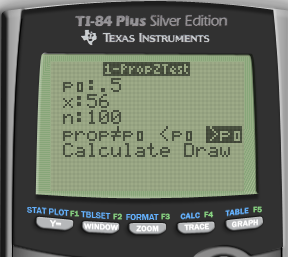 TI-84 Plus Silver Edition
TEXAS INSTRUMENTS
1-PropZTest
p₀:.5
x:56
n:100
prop≠p₀ <p₀ >p₀
Calculate Draw
STAT PLOT F1 TBLSET F2 FORMAT F3 CALC F4 TABLE F5
Y= WINDOW ZOOM TRACE GRAPH